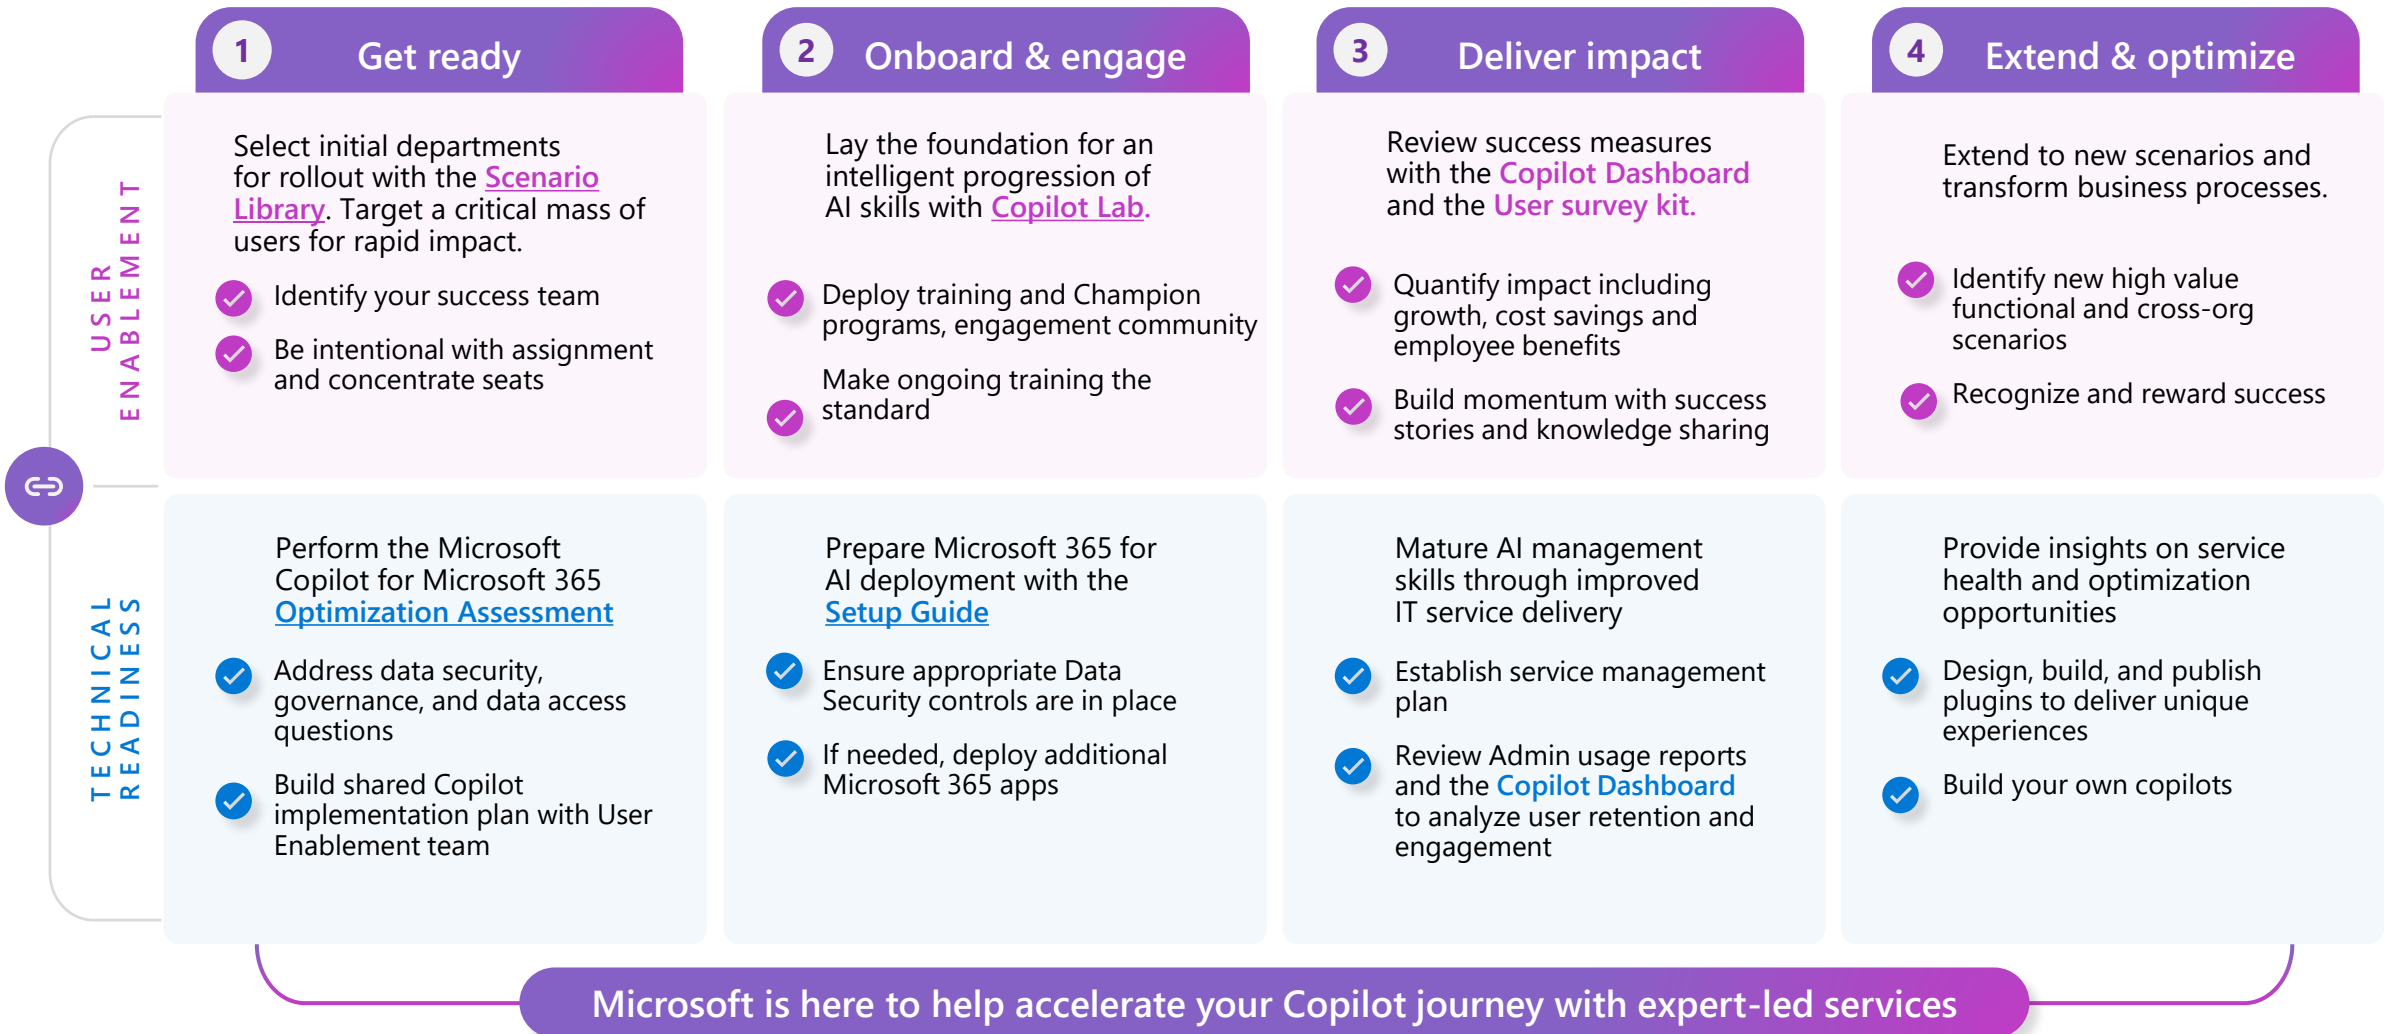 1
Get ready
2
Onboard & engage
3
Deliver impact
4
Extend & optimize
USER
ENABLEMENT
Select initial departments
for rollout with the Scenario
Library. Target a critical mass of
users for rapid impact.
Identify your success team
Be intentional with assignment
and concentrate seats
Lay the foundation for an
intelligent progression of
AI skills with Copilot Lab.
Deploy training and Champion
programs, engagement community
Make ongoing training the
standard
Review success measures
with the Copilot Dashboard
and the User survey kit.
Quantify impact including
growth, cost savings and
employee benefits
Build momentum with success
stories and knowledge sharing
Extend to new scenarios and
transform business processes.
Identify new high value
functional and cross-org
scenarios
Recognize and reward success
TECHNICAL
READINESS
Perform the Microsoft
Copilot for Microsoft 365
Optimization Assessment
Address data security,
governance, and data access
questions
Build shared Copilot
implementation plan with User
Enablement team
Prepare Microsoft 365 for
AI deployment with the
Setup Guide
Ensure appropriate Data
Security controls are in place
If needed, deploy additional
Microsoft 365 apps
Mature AI management
skills through improved
IT service delivery
Establish service management
plan
Review Admin usage reports
and the Copilot Dashboard
to analyze user retention and
engagement
Provide insights on service
health and optimization
opportunities
Design, build, and publish
plugins to deliver unique
experiences
Build your own copilots
Microsoft is here to help accelerate your Copilot journey with expert-led services